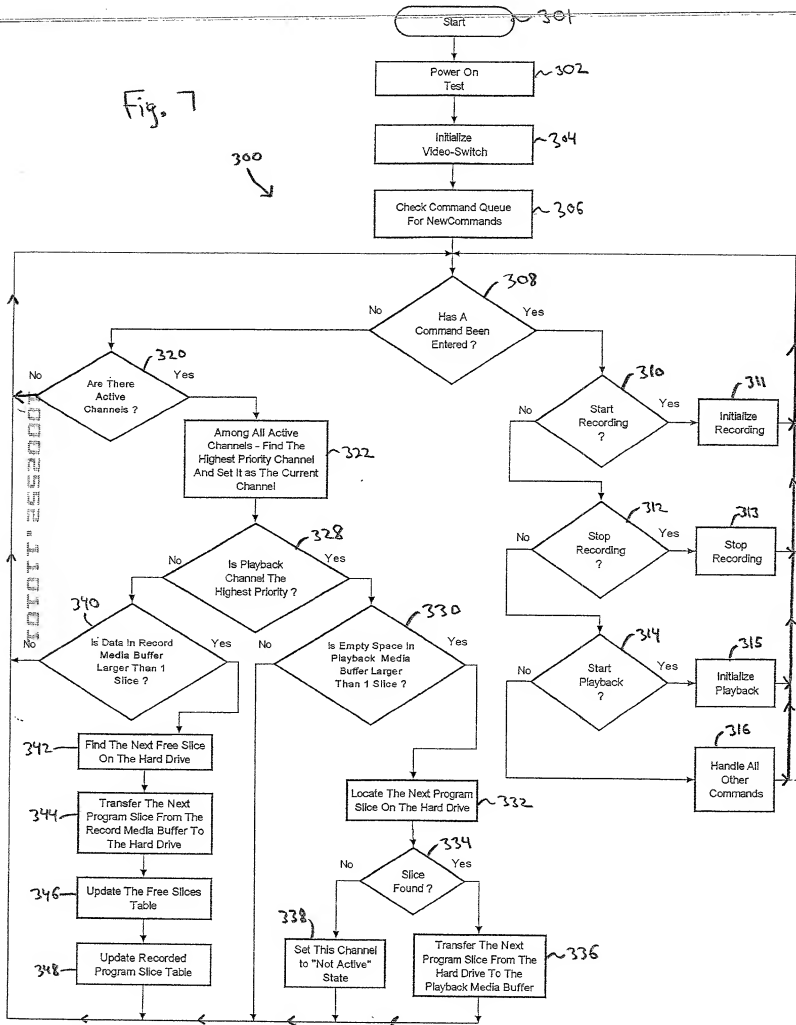 Start
301
Power On
Test
302
Fig. 7
Initialize
Video-Switch
304
300
Check Command Queue
For NewCommands
306
308
No
Yes
Has A
Command Been
Entered ?
320
No
Yes
Are There
Active
Channels ?
310
No
Yes
Start
Recording
?
311
Initialize
Recording
Among All Active
Channels - Find The
Highest Priority Channel
And Set It as The Current
Channel
322
312
No
Yes
Stop
Recording
?
313
Stop
Recording
328
No
Yes
Is Playback
Channel The
Highest Priority ?
340
No
Yes
Is Data In Record
Media Buffer
Larger Than 1
Slice ?
330
Yes
Is Empty Space In
Playback Media
Buffer Larger
Than 1 Slice ?
No
314
No
Yes
Start
Playback
?
315
Initialize
Playback
316
Handle All
Other
Commands
342
Find The Next Free Slice
On The Hard Drive
Locate The Next Program
Slice On The Hard Drive
332
344
Transfer The Next
Program Slice From The
Record Media Buffer To
The Hard Drive
334
No
Yes
Slice
Found ?
346
Update The Free Slices
Table
338
Set This Channel
to "Not Active"
State
Transfer The Next
Program Slice From The
Hard Drive To The
Playback Media Buffer
336
348
Update Recorded
Program Slice Table